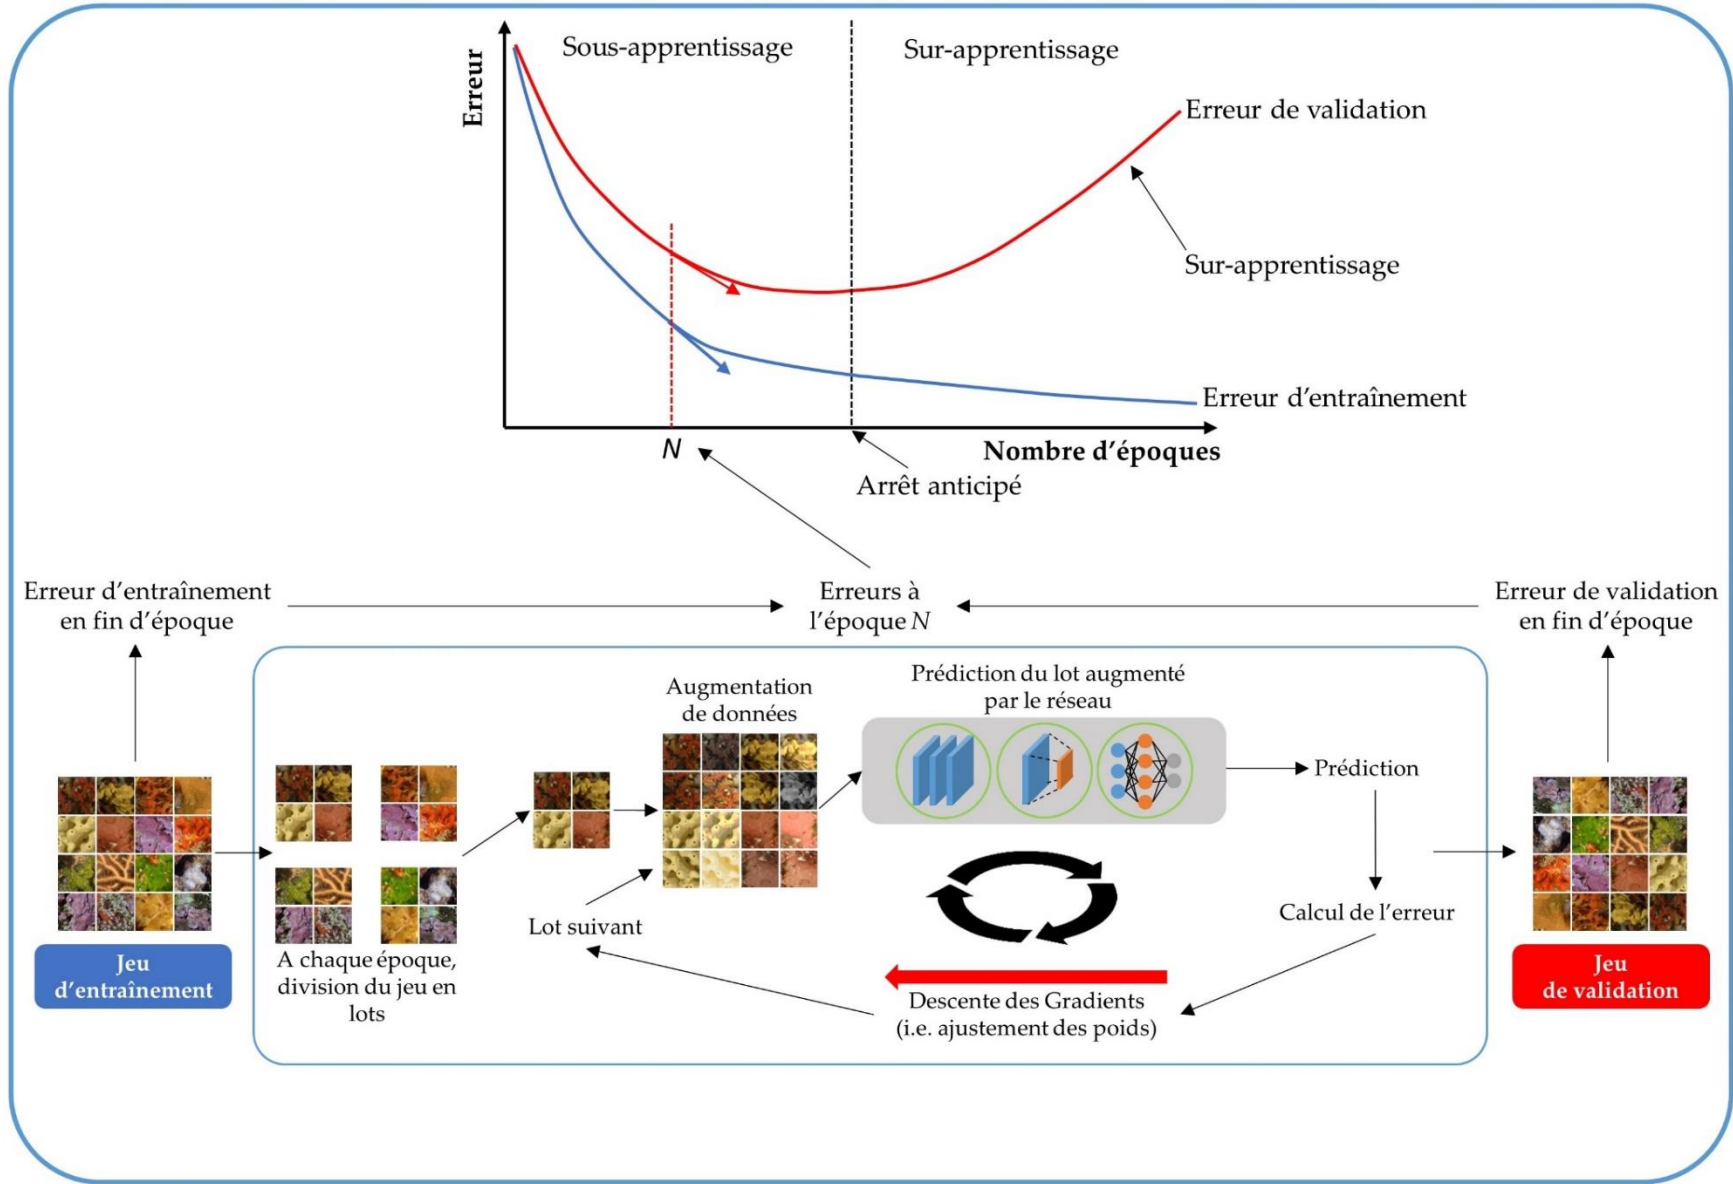 Erreur
Sous-apprentissage
Sur-apprentissage
Erreur de validation
Sur-apprentissage
Erreur d’entraînement
N
Nombre d’époques
Arrêt anticipé
Erreur d’entraînement
en fin d’époque
Erreurs à
l’époque N
Erreur de validation
en fin d’époque
Augmentation
de données
Prédiction du lot augmenté
par le réseau
Prédiction
Lot suivant
Calcul de l’erreur
Jeu
d’entraînement
A chaque époque,
division du jeu en
lots
Descente des Gradients
(i.e. ajustement des poids)
Jeu
de validation